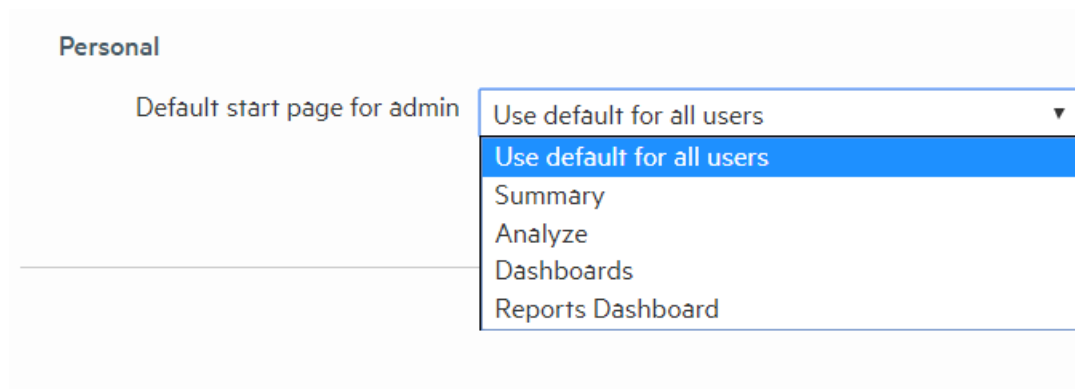 Personal
Default start page for admin
Use default for all users
Use default for all users
Summary
Analyze
Dashboards
Reports Dashboard